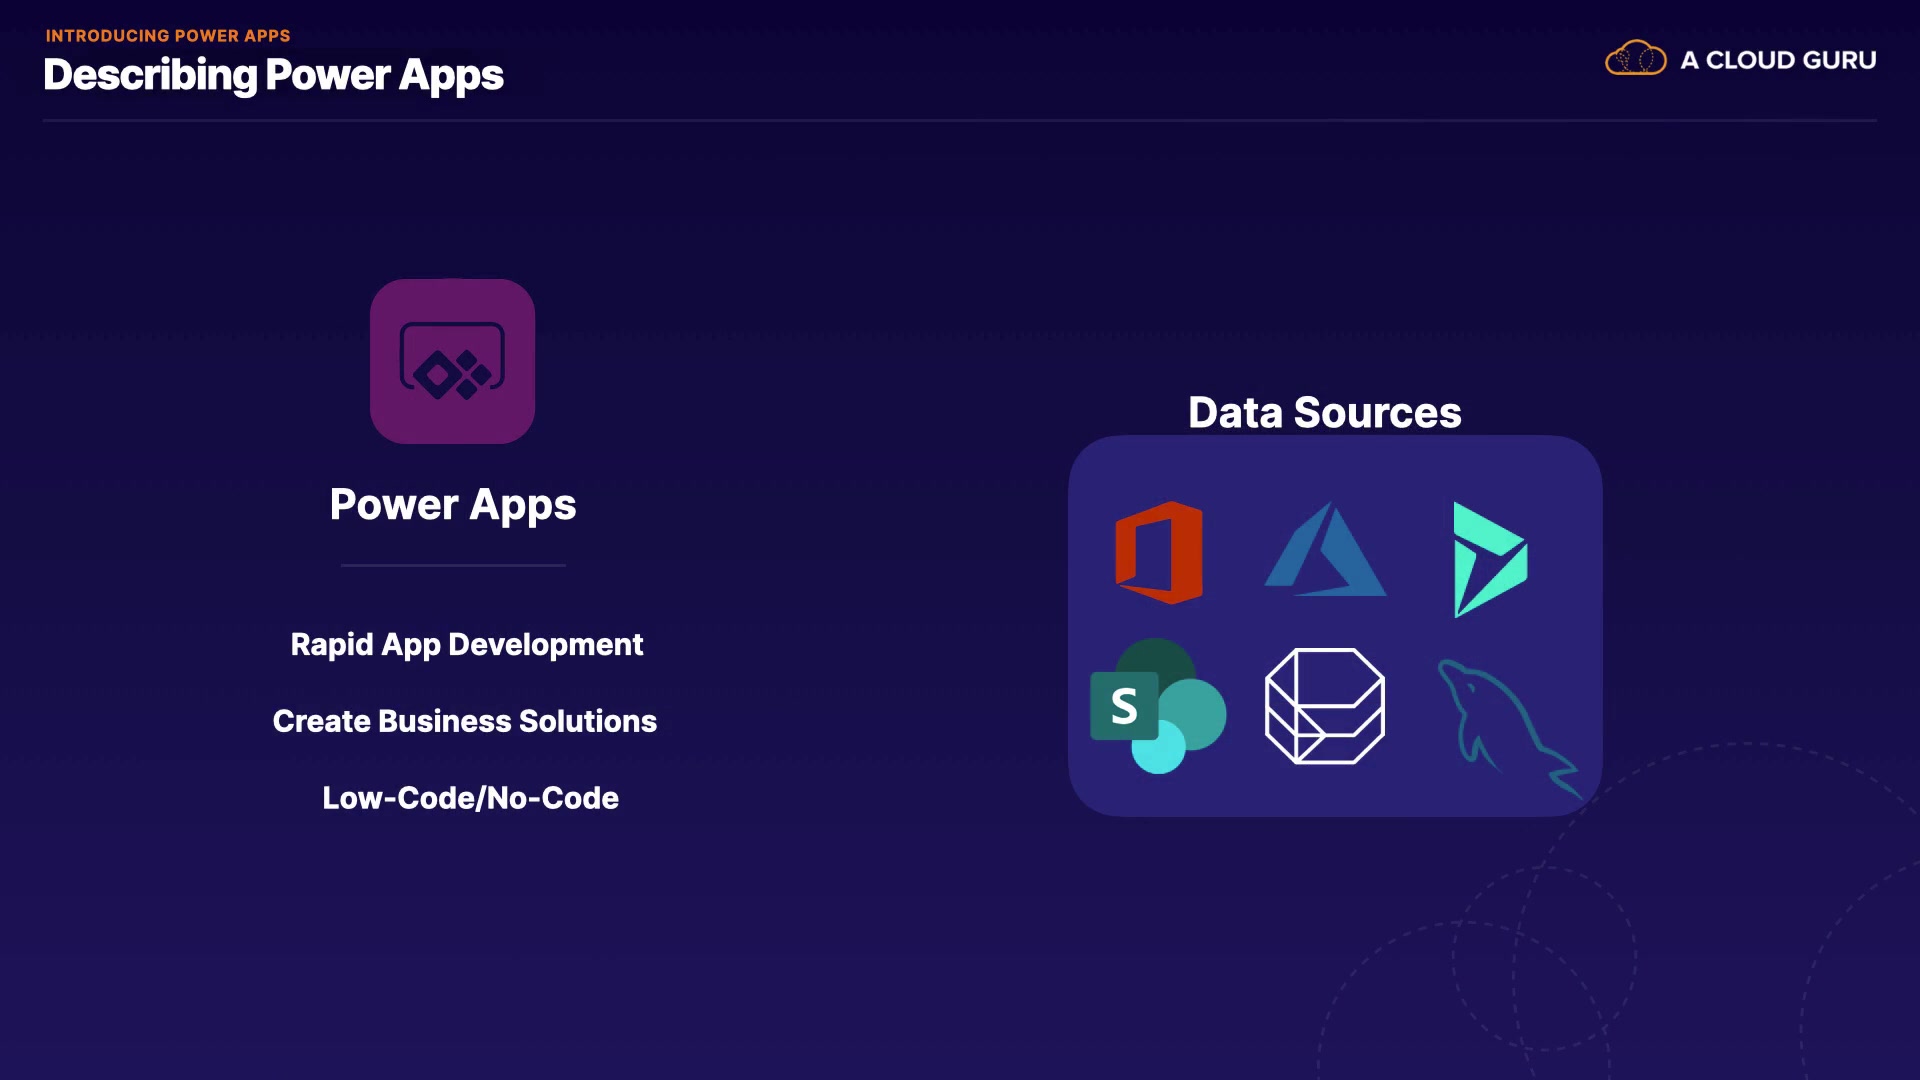 INTRODUCING POWER APPS
Describing Power Apps
A CLOUD GURU
Power Apps
Rapid App Development
Create Business Solutions
Low-Code/No-Code
Data Sources
S